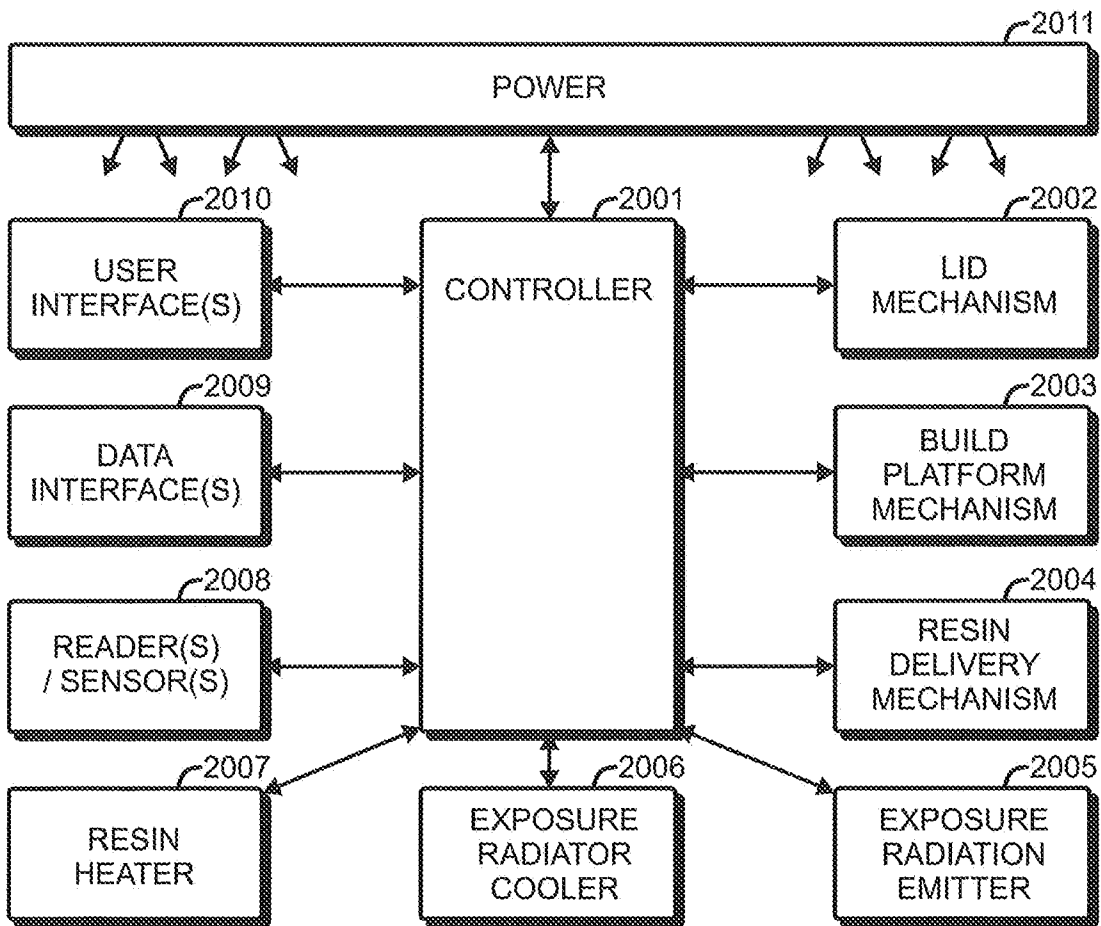 2011
POWER
2010
USER
INTERFACE(S)
2001
CONTROLLER
2002
LID
MECHANISM
2009
DATA
INTERFACE(S)
2003
BUILD
PLATFORM
MECHANISM
2008
READER(S)
/ SENSOR(S)
2004
RESIN
DELIVERY
MECHANISM
2007
RESIN
HEATER
2006
EXPOSURE
RADIATOR
COOLER
2005
EXPOSURE
RADIATION
EMITTER